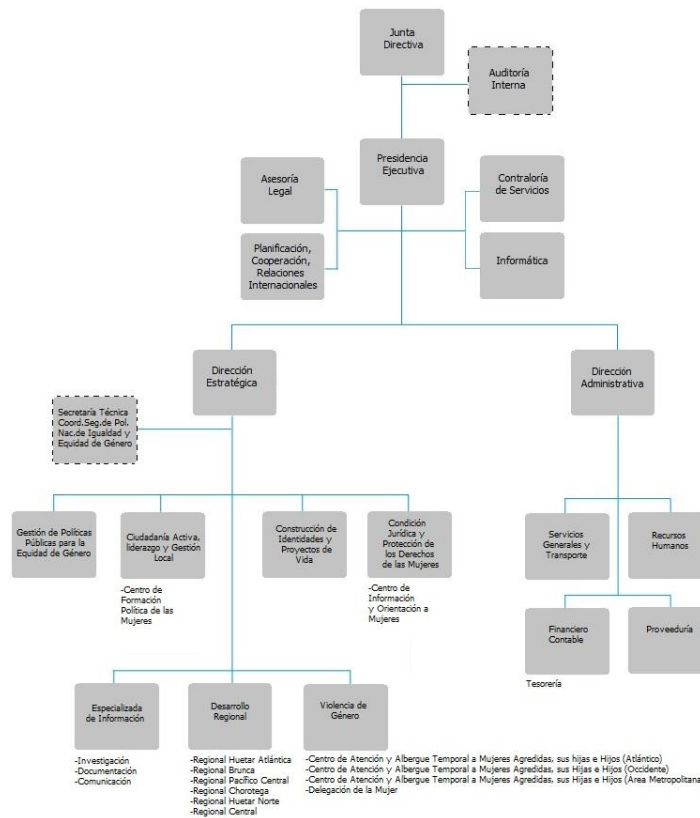 Junta
Directiva
Auditoría
Interna
Presidencia
Ejecutiva
Asesoría
Legal
Contraloría
de Servicios
Planificación,
Cooperación,
Relaciones
Internacionales
Informática
Dirección
Estratégica
Dirección
Administrativa
Secretaría Técnica
Coord.Seg.de Pol.
Nac.de Igualdad y
Equidad de Género
Gestión de Políticas
Públicas para la
Equidad de Género
Ciudadanía Activa,
liderazgo y Gestión
Local
-Centro de
Formación
Política de las
Mujeres
Construcción de
Identidades y
Proyectos de
Vida
Condición
Jurídica y
Protección de
los Derechos
de las Mujeres
-Centro de
Información
y Orientación a
Mujeres
Servicios
Generales y
Transporte
Recursos
Humanos
Financiero
Contable
Tesorería
Proveeduría
Especializada
de Información
-Investigación
-Documentación
-Comunicación
Desarrollo
Regional
-Regional Huetar Atlántica
-Regional Brunca
-Regional Pacífico Central
-Regional Chorotega
-Regional Huetar Norte
-Regional Central
Violencia de
Género
-Centro de Atención y Albergue Temporal a Mujeres Agredidas, sus hijas e Hijos (Atlántico)
-Centro de Atención y Albergue Temporal a Mujeres Agredidas, sus Hijas e Hijos (Occidente)
-Centro de Atención y Albergue Temporal a Mujeres Agredidas, sus Hijas e Hijos (Área Metropolitana
-Delegación de la Mujer